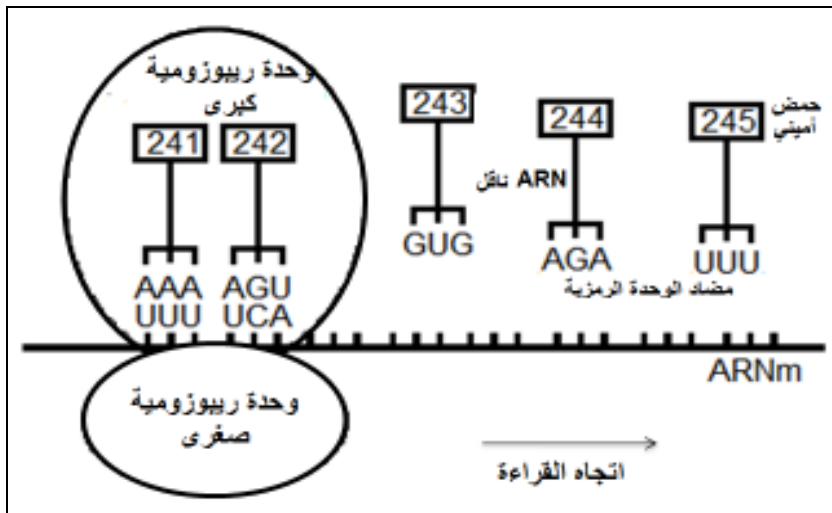 وحدة ريبوزومية
كبرى
241 242 243 244 245
حمض
أميني
ARN ناقل
GUG AGA UUU
AAA AGU
UUU UCA
مضاد الوحدة الرمزية
ARNm
وحدة ريبوزومية
صغرى
اتجاه القراءة